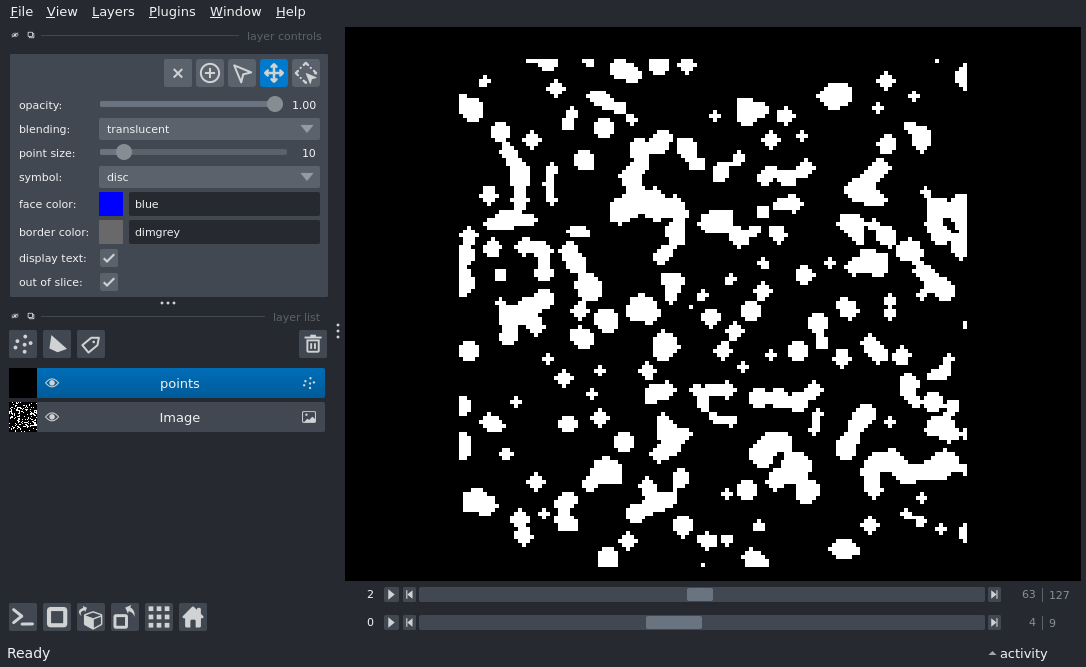 File View Layers Plugins Window Help
layer controls
opacity: 1.00
blending: translucent
point size: 10
symbol: disc
face color: blue
border color: dimgrey
display text:
out of slice:
layer list
points
Image
2 63 127
0 4 9
Ready activity